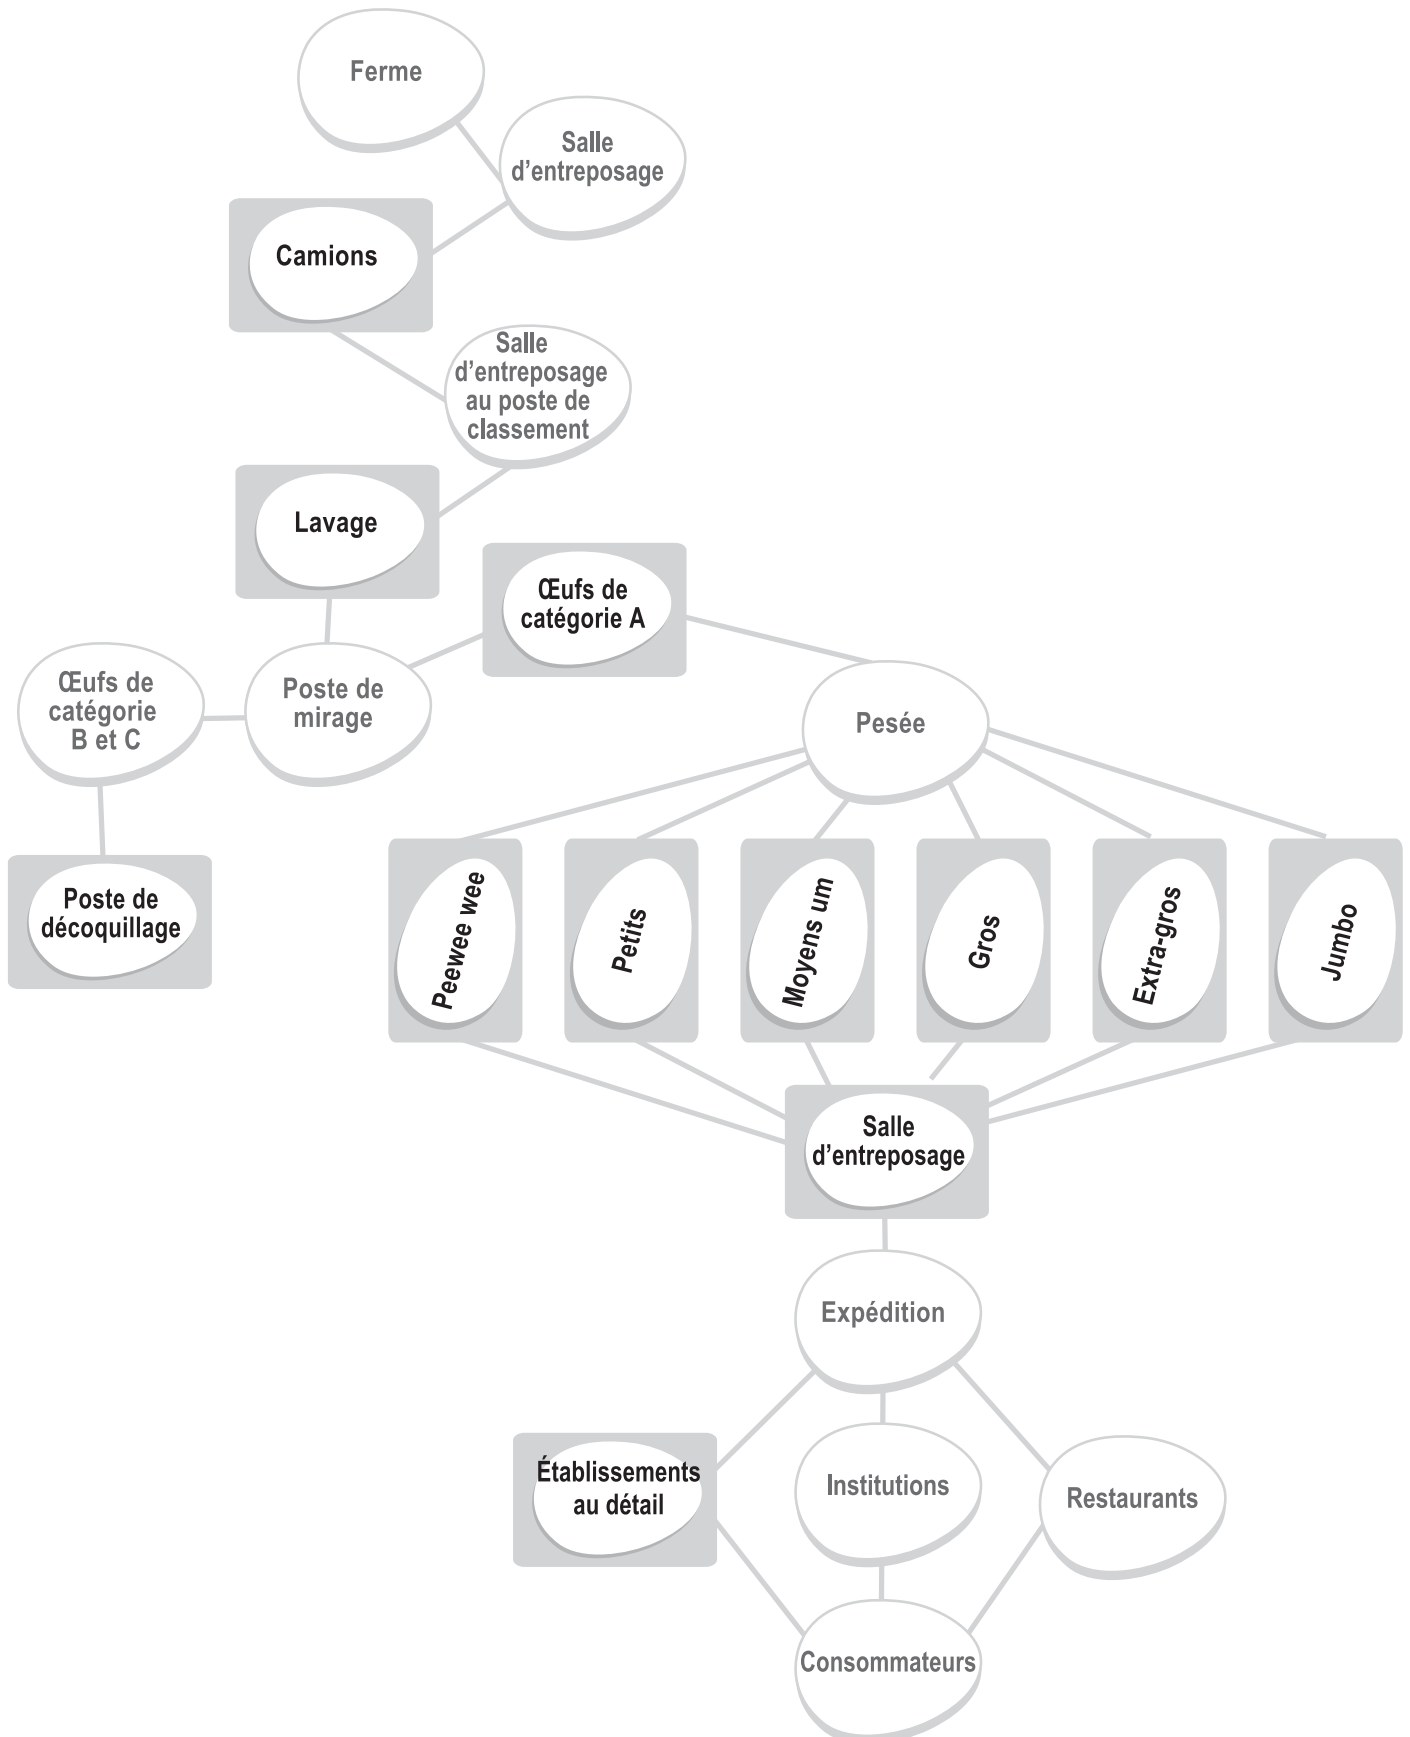 Ferme
Salle
d’entreposage
Camions
Salle
d’entreposage
au poste de
classement
Lavage
Œufs de
catégorie A
Œufs de
catégorie
B et C
Poste de
mirage
Pesée
Poste de
décoquillage
Peewee wee
Petits
Moyens um
Gros
Extra-gros
Jumbo
Salle
d’entreposage
Expédition
Établissements
au détail
Institutions
Restaurants
Consommateurs